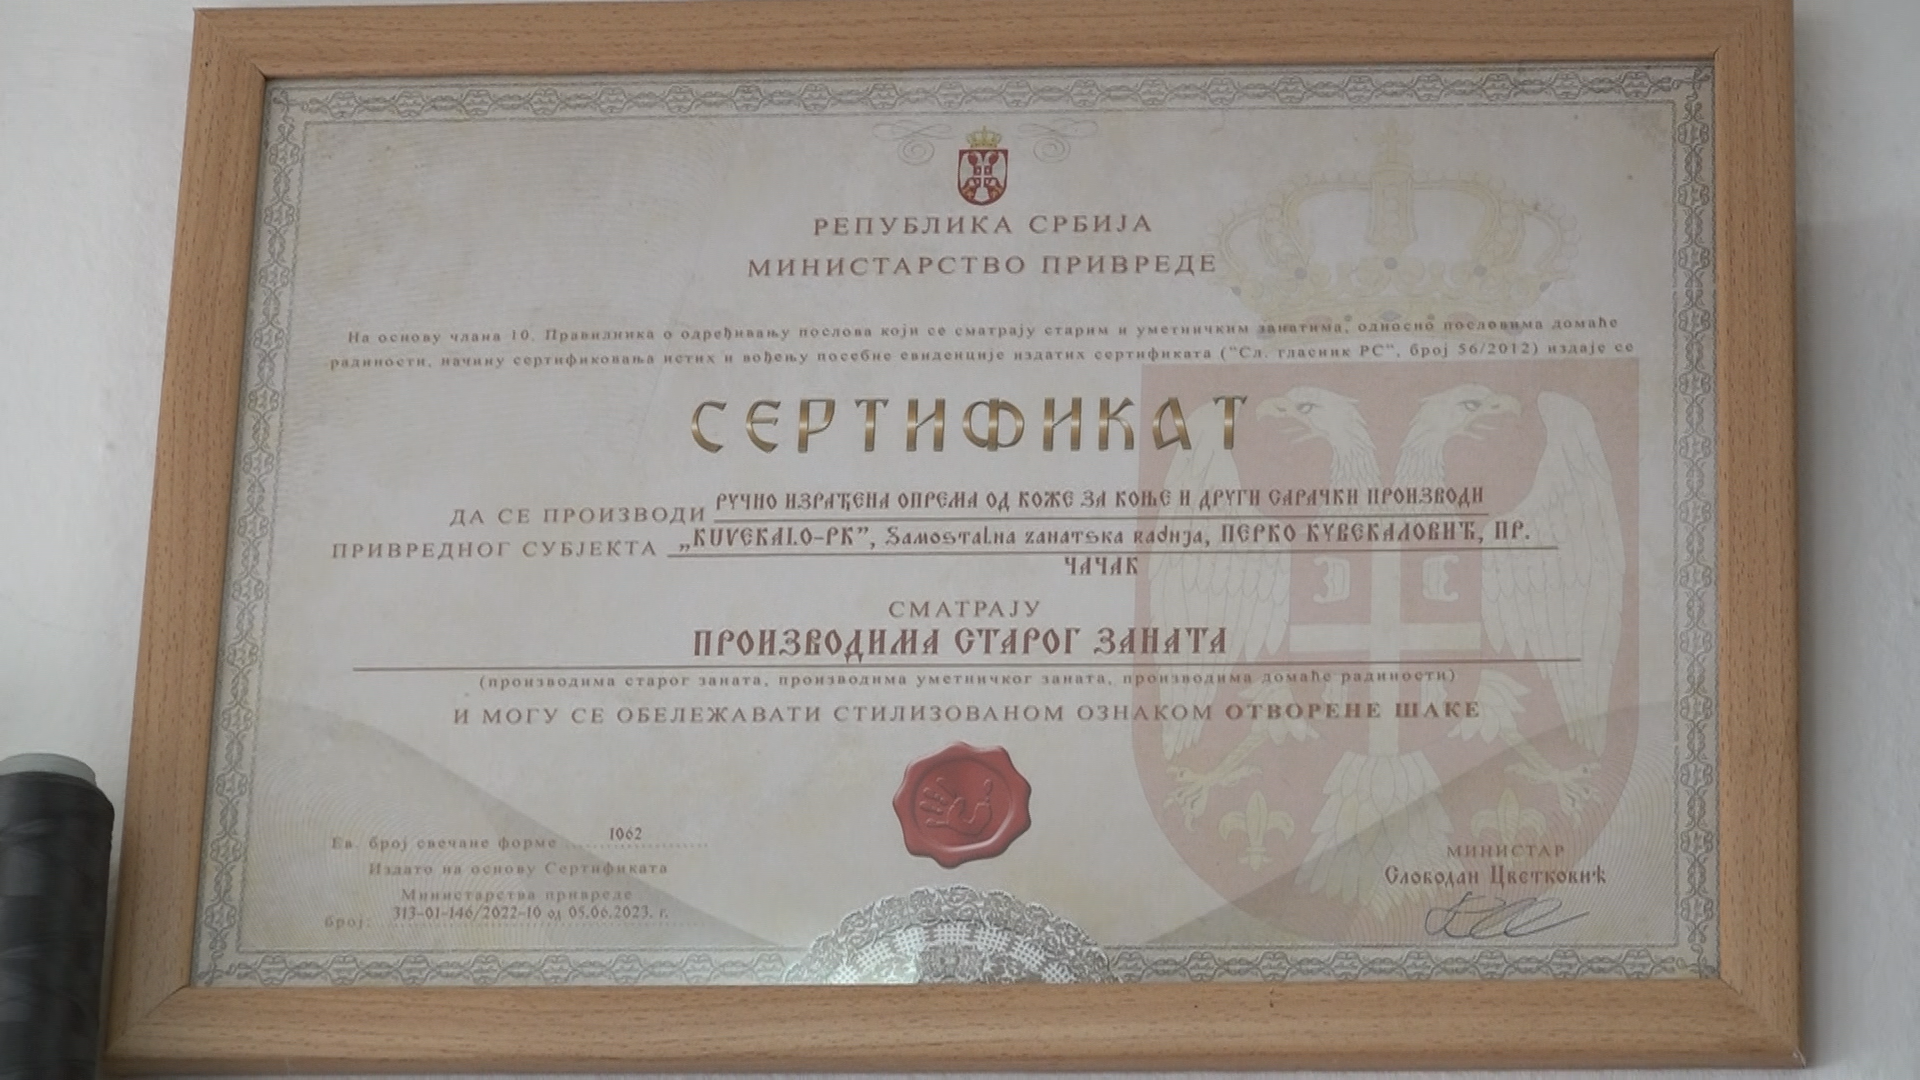 РЕПУБЛИКА СРБИЈА
МИНИСТАРСТВО ПРИВРЕДЕ
На основу члана 10. Правилника о одређивању послова који се сматрају старим и уметничким занатима, односно пословима домаће
радиности, начину сертификовања истих и вођењу посебне евиденције издатих сертификата ("Сл. гласник РС", број 56/2012) издаје се
СЕРТИФИКАТ
ДА СЕ ПРОИЗВОДИ РУЧНО ИЗРАЂЕНА ОПРЕМА ОД КОЖЕ ЗА КОЊЕ И ДРУГИ САРАЧКИ ПРОИЗВОДИ
ПРИВРЕДНОГ СУБЈЕКТА „KUVEKALO-PK”, Samostalna zanatska radnja, ПЕРКО КУВЕКАЛОВИЋ, ПР.
ЧАЧАК
СМАТРАЈУ
ПРОИЗВОДИМА СТАРОГ ЗАНАТА
(производима старог заната, производима уметничког заната, производима домаће радиности)
И МОГУ СЕ ОБЕЛЕЖАВАТИ СТИЛИЗОВАНОМ ОЗНАКОМ ОТВОРЕНЕ ШАКЕ
Ев. број свечане форме 1062
Издато на основу Сертификата
Министарства привреде
број: 313-01-146/2022-10 од 05.06.2023. г.
МИНИСТАР
Слободан Цветковић